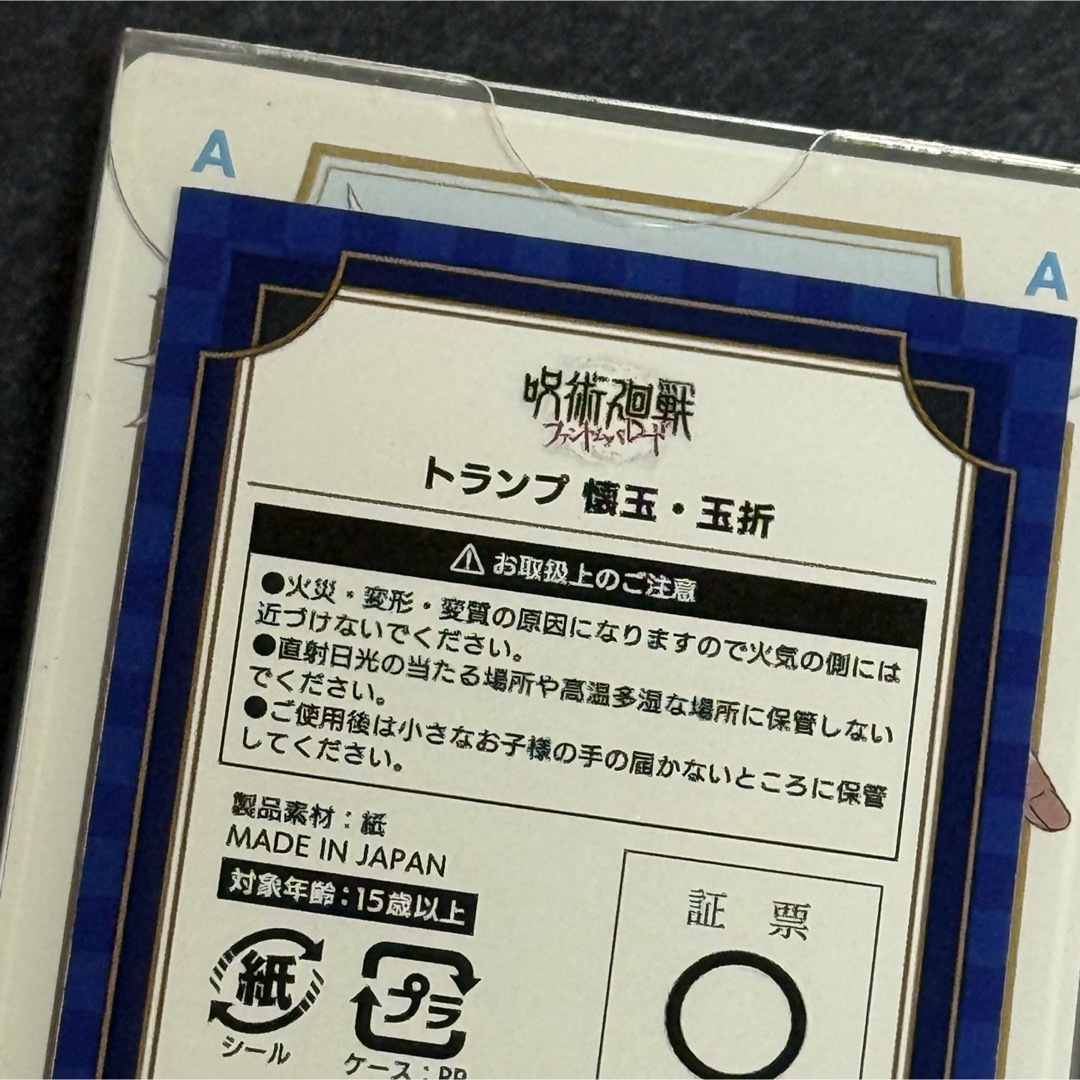 A
A
呪術廻戦
ファントムパレード
トランプ 懐玉・玉折
⚠お取扱上のご注意
●火災・変形・変質の原因になりますので火気の側には
近づけないでください。
●直射日光の当たる場所や高温多湿な場所に保管しない
でください。
●ご使用後は小さなお子様の手の届かないところに保管
してください。
製品素材：紙
MADE IN JAPAN
対象年齢：15歳以上
証 票
紙
プラ
シール
ケース：PP